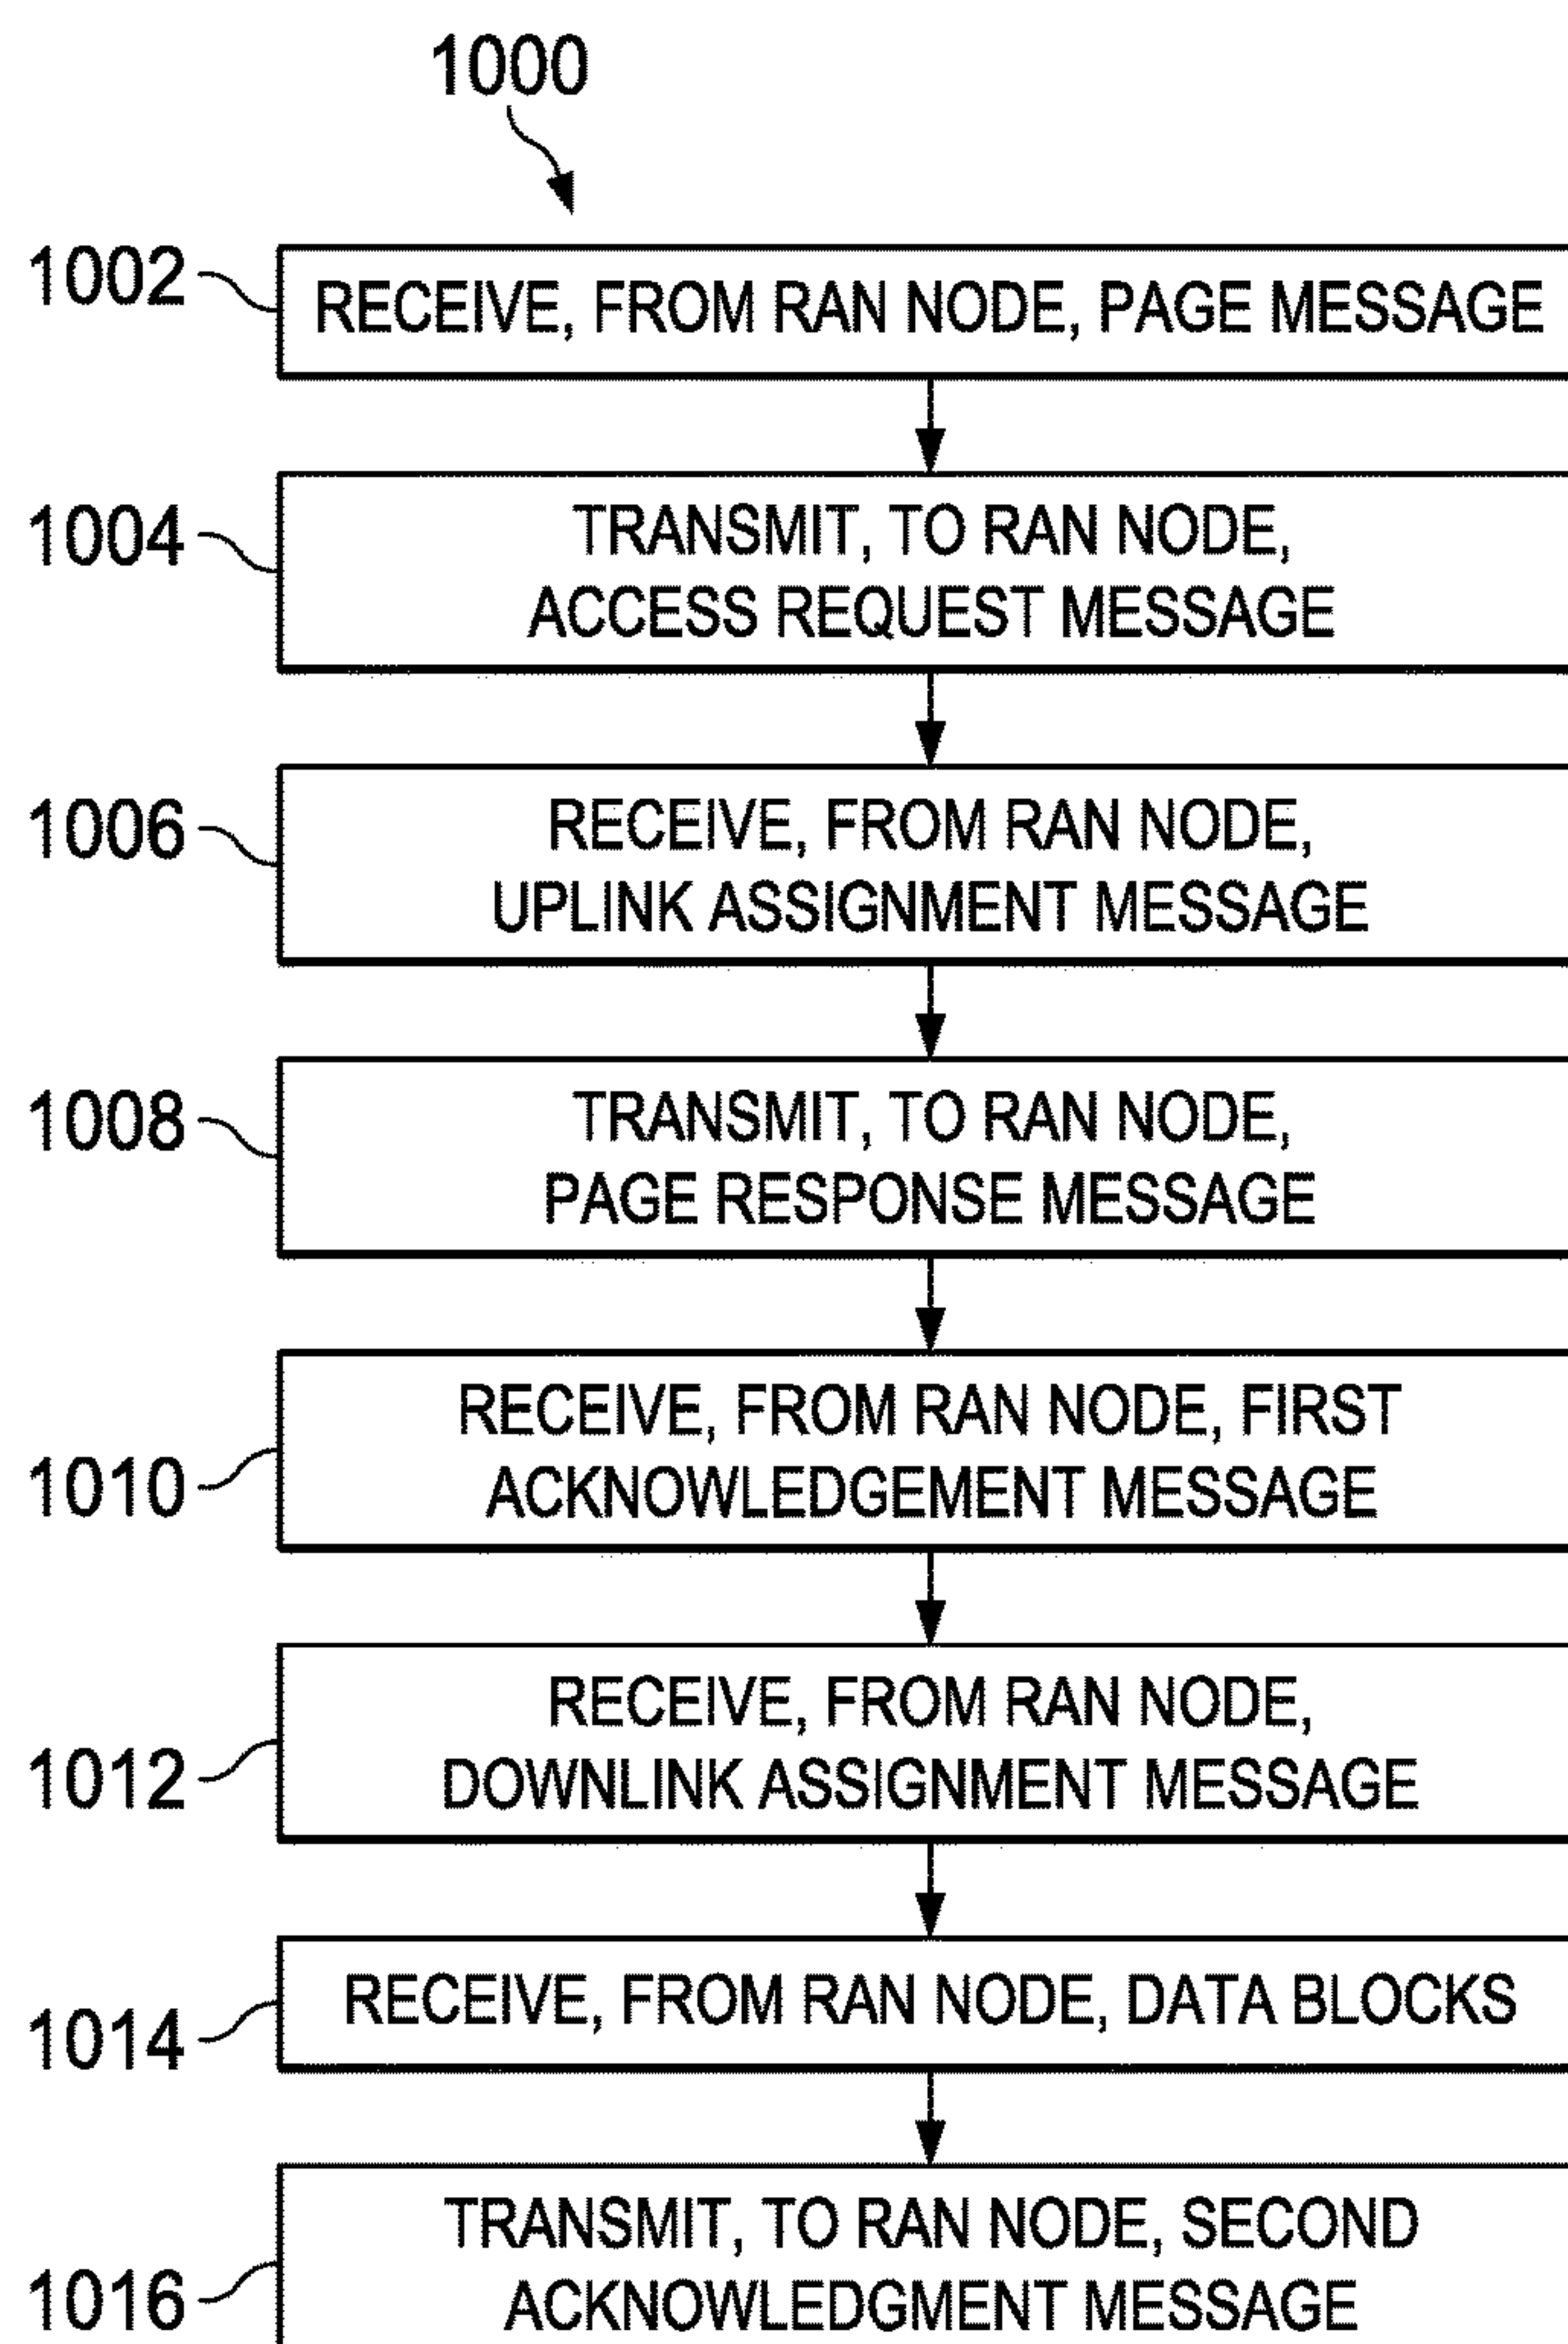 1000
1002
RECEIVE, FROM RAN NODE, PAGE MESSAGE
1004
TRANSMIT, TO RAN NODE,
ACCESS REQUEST MESSAGE
1006
RECEIVE, FROM RAN NODE,
UPLINK ASSIGNMENT MESSAGE
1008
TRANSMIT, TO RAN NODE,
PAGE RESPONSE MESSAGE
1010
RECEIVE, FROM RAN NODE, FIRST
ACKNOWLEDGEMENT MESSAGE
1012
RECEIVE, FROM RAN NODE,
DOWNLINK ASSIGNMENT MESSAGE
1014
RECEIVE, FROM RAN NODE, DATA BLOCKS
1016
TRANSMIT, TO RAN NODE, SECOND
ACKNOWLEDGMENT MESSAGE